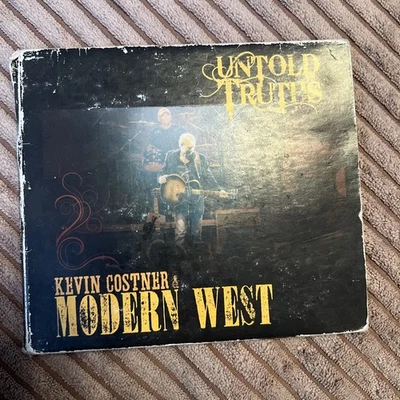 UNTOLD
TRUTHS
KEVIN COSTNER &
MODERN WEST